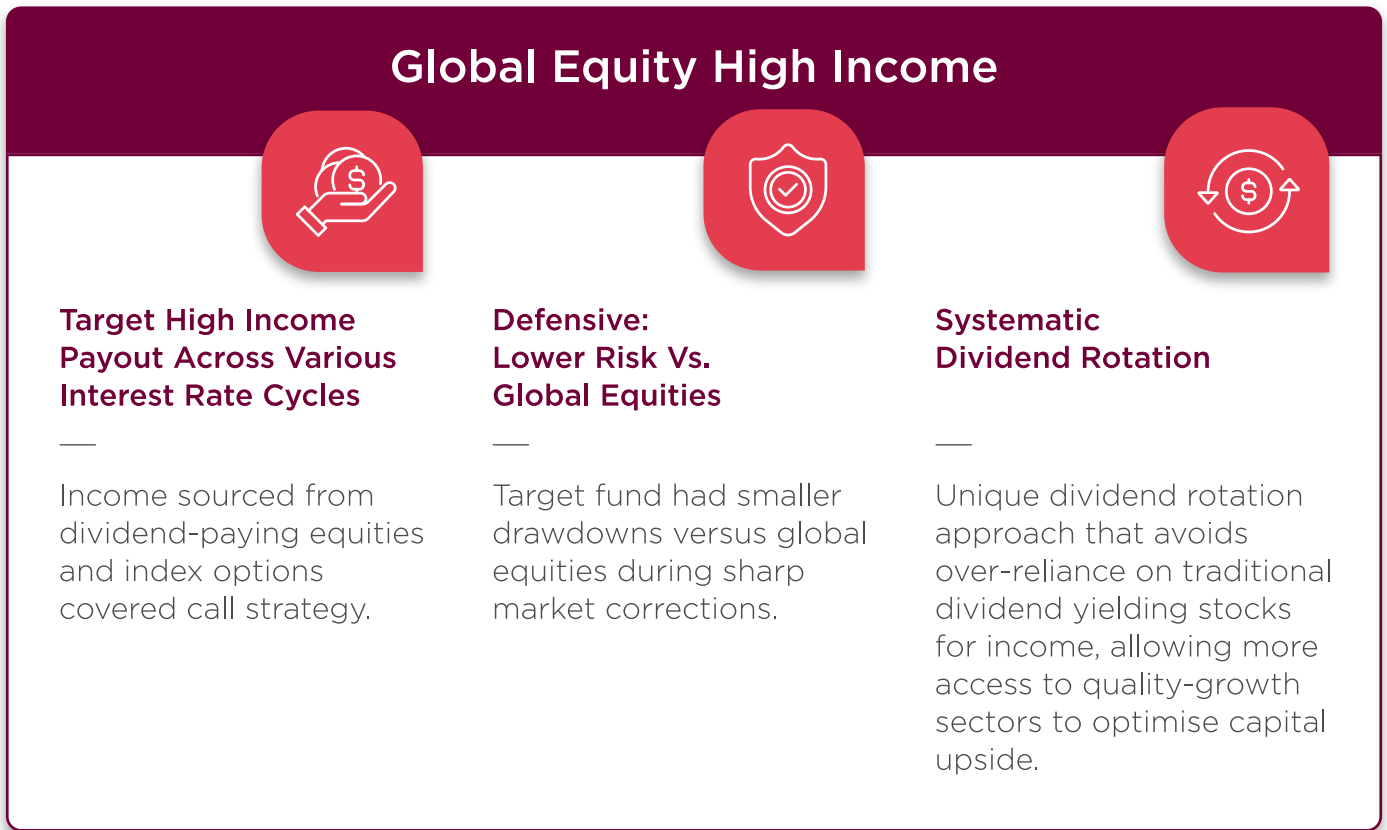 Global Equity High Income
$
$
Target High Income
Payout Across Various
Interest Rate Cycles
Income sourced from
dividend-paying equities
and index options
covered call strategy.
Defensive:
Lower Risk Vs.
Global Equities
Target fund had smaller
drawdowns versus global
equities during sharp
market corrections.
Systematic
Dividend Rotation
Unique dividend rotation
approach that avoids
over-reliance on traditional
dividend yielding stocks
for income, allowing more
access to quality-growth
sectors to optimise capital
upside.